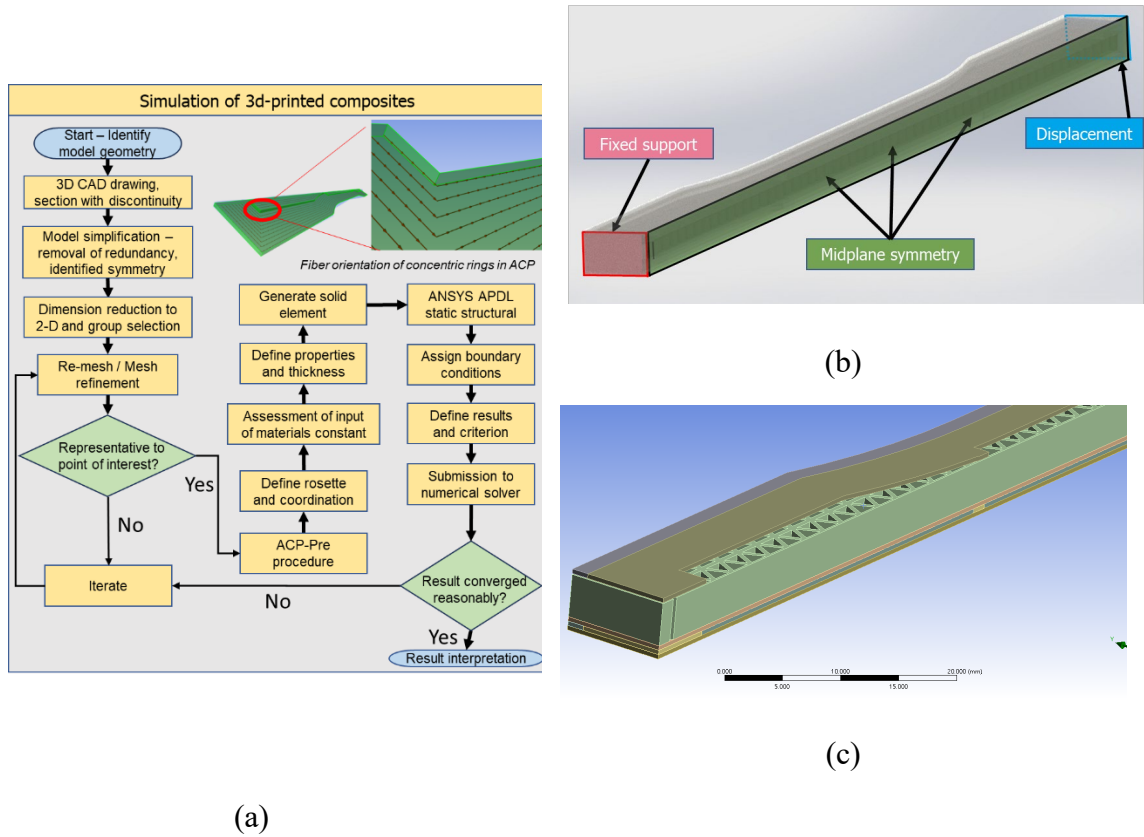 Simulation of 3d-printed composites
Start – Identify
model geometry
3D CAD drawing,
section with discontinuity
Model simplification –
removal of redundancy,
identified symmetry
Dimension reduction to
2-D and group selection
Re-mesh / Mesh
refinement
Representative to
point of interest?
Yes
No
Iterate
Fiber orientation of concentric rings in ACP
Generate solid
element
Define properties
and thickness
Assessment of input
of materials constant
Define rosette
and coordination
ACP-Pre
procedure
ANSYS APDL
static structural
Assign boundary
conditions
Define results
and criterion
Submission to
numerical solver
Result converged
reasonably?
No
Yes
Result interpretation
(a)
Fixed support
Displacement
Midplane symmetry
(b)
0.000
10.000
20.000 (mm)
5.000
15.000
Y
(c)